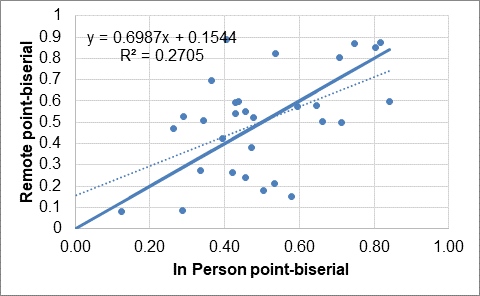 1
y = 0.6987x + 0.1544
0.9
R² = 0.2705
0.8
0.7
0.6
0.5
0.4
0.3
0.2
0.1
0
Remote point-biserial
0.00 0.20 0.40 0.60 0.80 1.00
In Person point-biserial